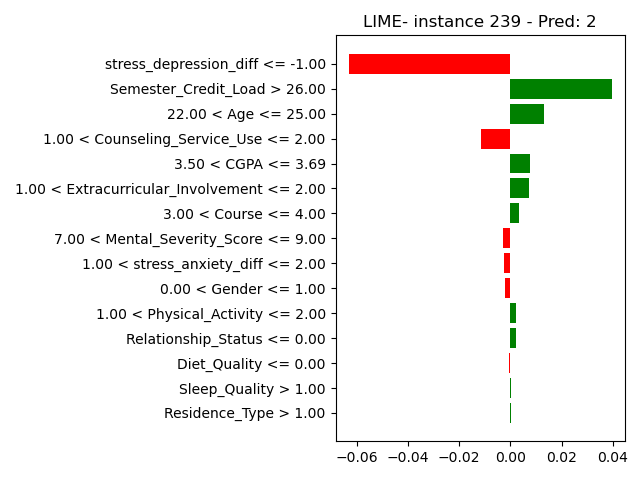 LIME- instance 239 - Pred: 2
stress_depression_diff <= -1.00
Semester_Credit_Load > 26.00
22.00 < Age <= 25.00
1.00 < Counseling_Service_Use <= 2.00
3.50 < CGPA <= 3.69
1.00 < Extracurricular_Involvement <= 2.00
3.00 < Course <= 4.00
7.00 < Mental_Severity_Score <= 9.00
1.00 < stress_anxiety_diff <= 2.00
0.00 < Gender <= 1.00
1.00 < Physical_Activity <= 2.00
Relationship_Status <= 0.00
Diet_Quality <= 0.00
Sleep_Quality > 1.00
Residence_Type > 1.00
−0.06 −0.04 −0.02 0.00 0.02 0.04